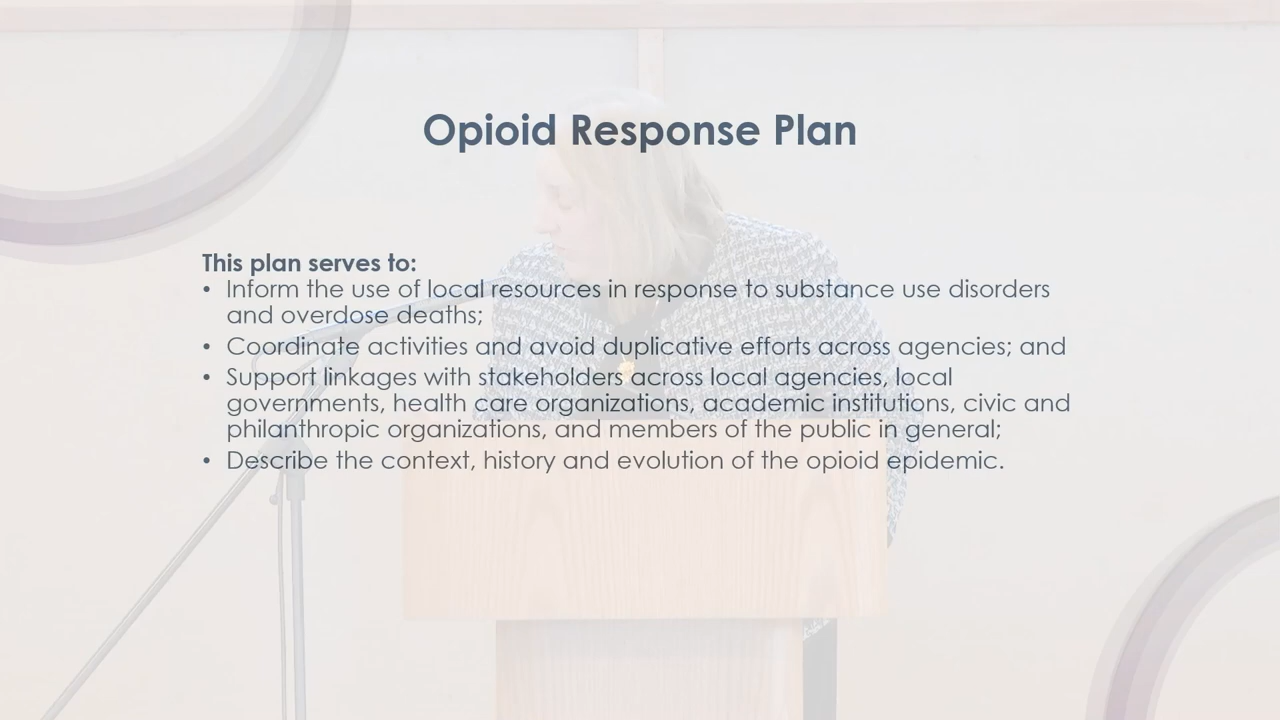 Opioid Response Plan
This plan serves to:
• Inform the use of local resources in response to substance use disorders
and overdose deaths;
• Coordinate activities and avoid duplicative efforts across agencies; and
• Support linkages with stakeholders across local agencies, local
governments, health care organizations, academic institutions, civic and
philanthropic organizations, and members of the public in general;
• Describe the context, history and evolution of the opioid epidemic.